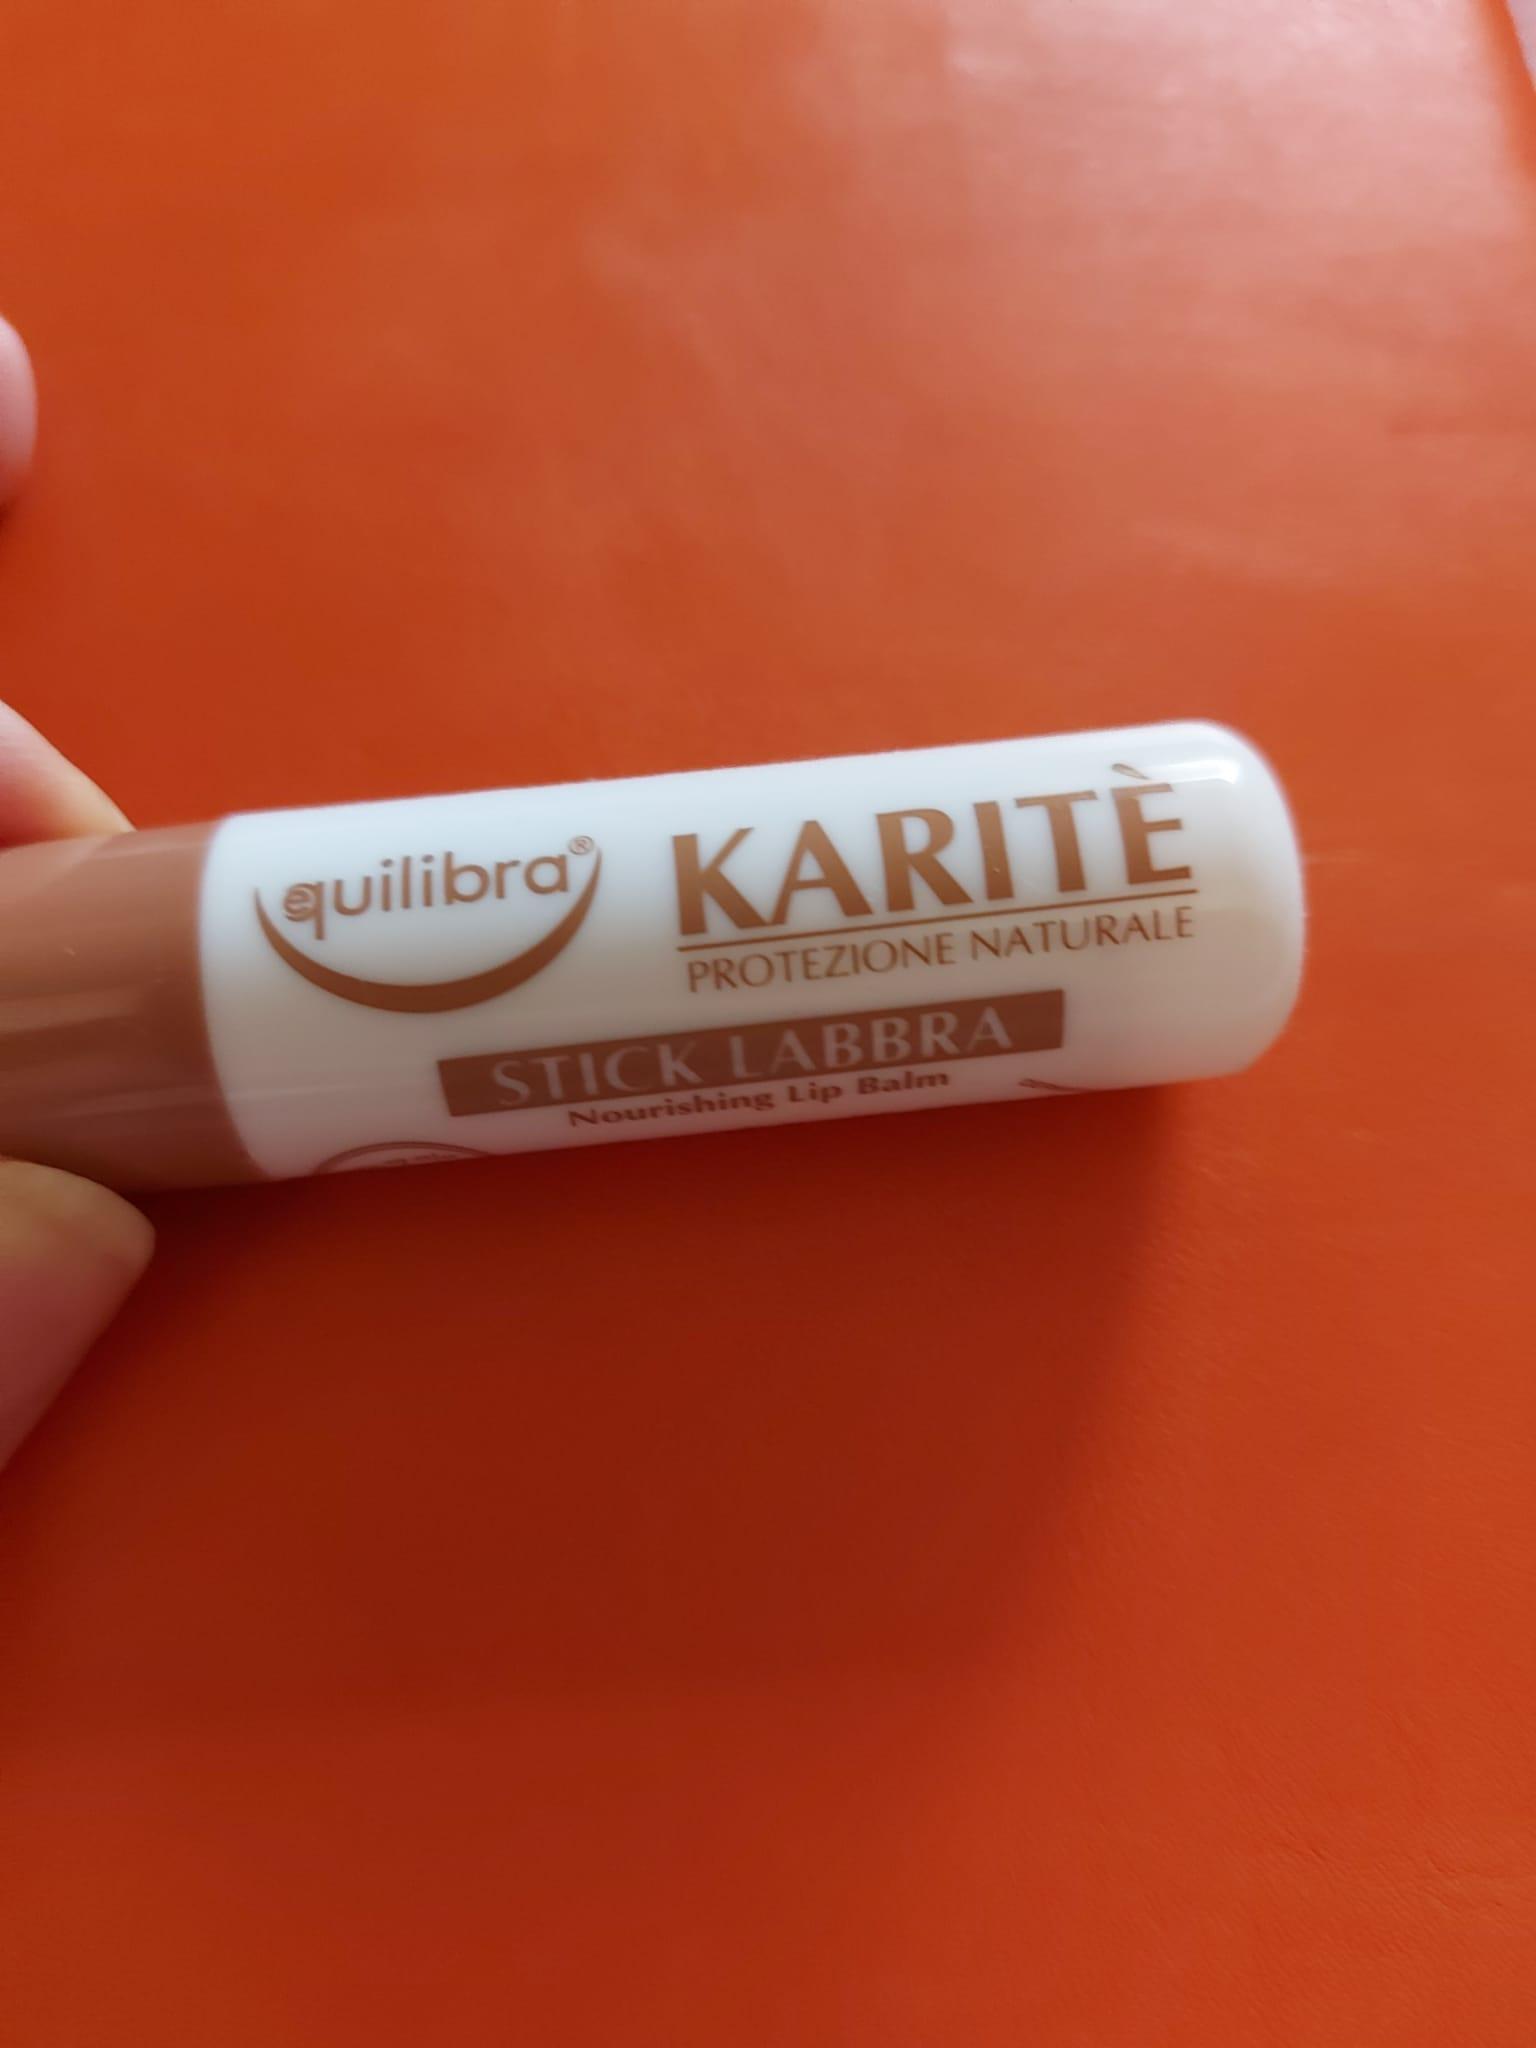 equilibra®
KARITÈ
PROTEZIONE NATURALE
STICK LABBRA
Nourishing Lip Balm